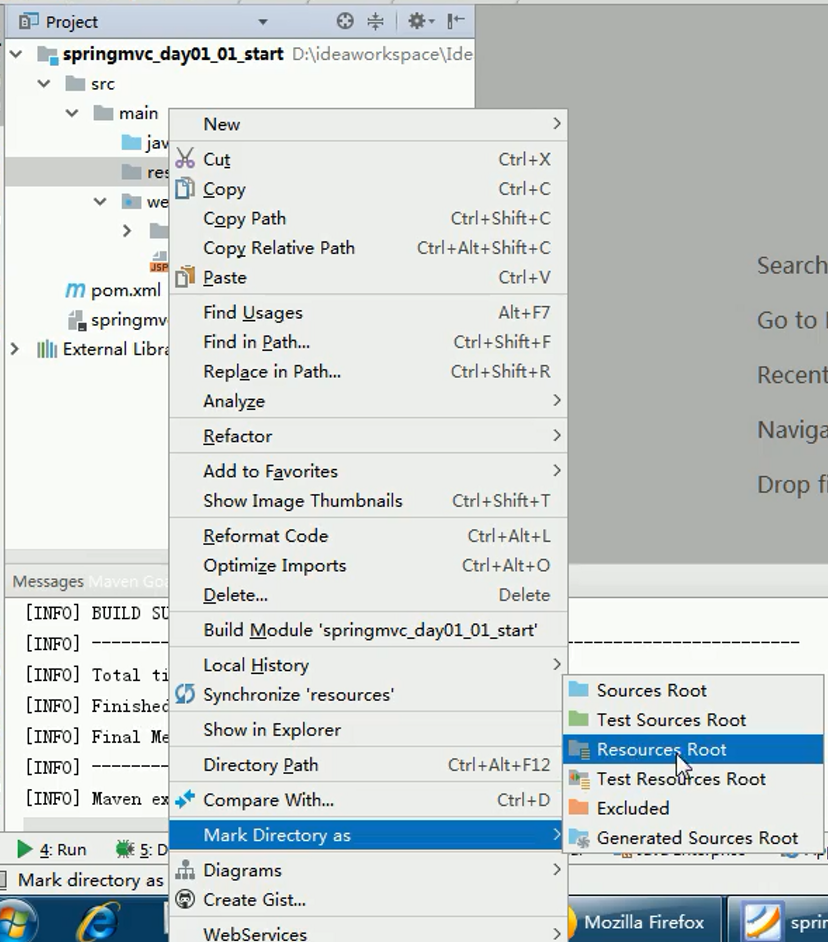 Project
springmvc_day01_01_start D:\ideaworkspace\Ide
src
main
jav
res
we
JSP
pom.xml
springmv
External Libra
New
Cut Ctrl+X
Copy Ctrl+C
Copy Path Ctrl+Shift+C
Copy Relative Path Ctrl+Alt+Shift+C
Paste Ctrl+V
Find Usages Alt+F7
Find in Path... Ctrl+Shift+F
Replace in Path... Ctrl+Shift+R
Analyze
Refactor
Add to Favorites
Show Image Thumbnails Ctrl+Shift+T
Reformat Code Ctrl+Alt+L
Optimize Imports Ctrl+Alt+O
Delete... Delete
Build Module 'springmvc_day01_01_start'
Local History
Synchronize 'resources'
Show in Explorer
Directory Path Ctrl+Alt+F12
Compare With... Ctrl+D
Mark Directory as
Diagrams
Create Gist...
WebServices
Sources Root
Test Sources Root
Resources Root
Test Resources Root
Excluded
Generated Sources Root
Search
Go to
Recent
Naviga
Drop fi
Messages Maven Goa
[INFO] BUILD SU
[INFO] ----------
[INFO] Total ti
[INFO] Finished
[INFO] Final Me
[INFO] ----------
[INFO] Maven ex
4: Run 5: D
Mark directory as
Mozilla Firefox
sprin